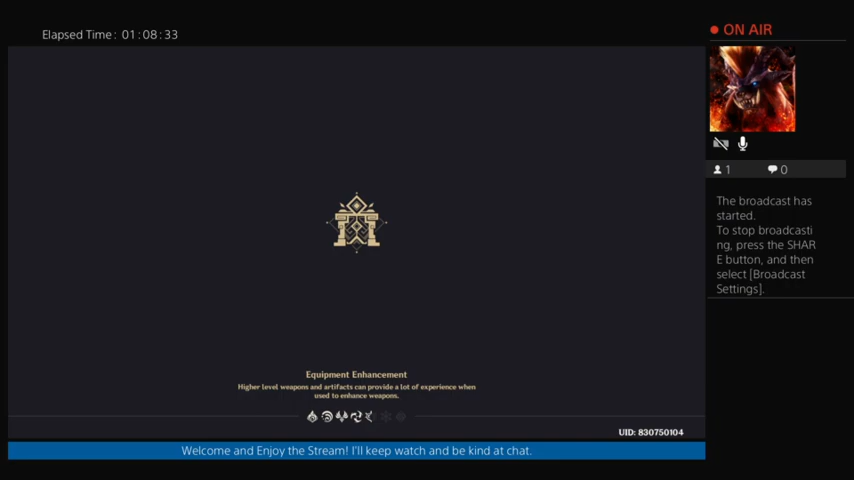 Elapsed Time: 01:08:33
ON AIR
1 0
The broadcast has
started.
To stop broadcasti
ng, press the SHAR
E button, and then
select [Broadcast
Settings].
Equipment Enhancement
Higher level weapons and artifacts can provide a lot of experience when
used to enhance weapons.
UID: 830750104
Welcome and Enjoy the Stream! I'll keep watch and be kind at chat.